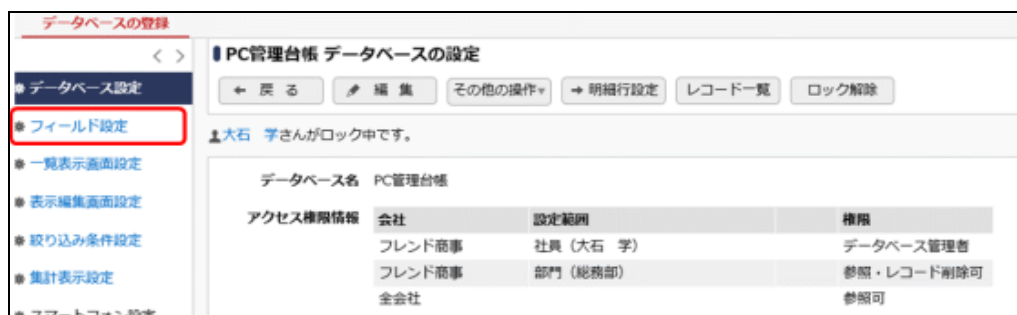 データベースの登録
< >
データベース設定
フィールド設定
一覧表示画面設定
表示編集画面設定
絞り込み条件設定
集計表示設定
スマートフォン設定
PC管理台帳 データベースの設定
← 戻 る 編 集 その他の操作▾ → 明細行設定 レコード一覧 ロック解除
大石 学さんがロック中です。
データベース名 PC管理台帳
アクセス権限情報 会社 設定範囲 権限
フレンド商事 社員（大石 学） データベース管理者
フレンド商事 部門（総務部） 参照・レコード削除可
全会社 参照可